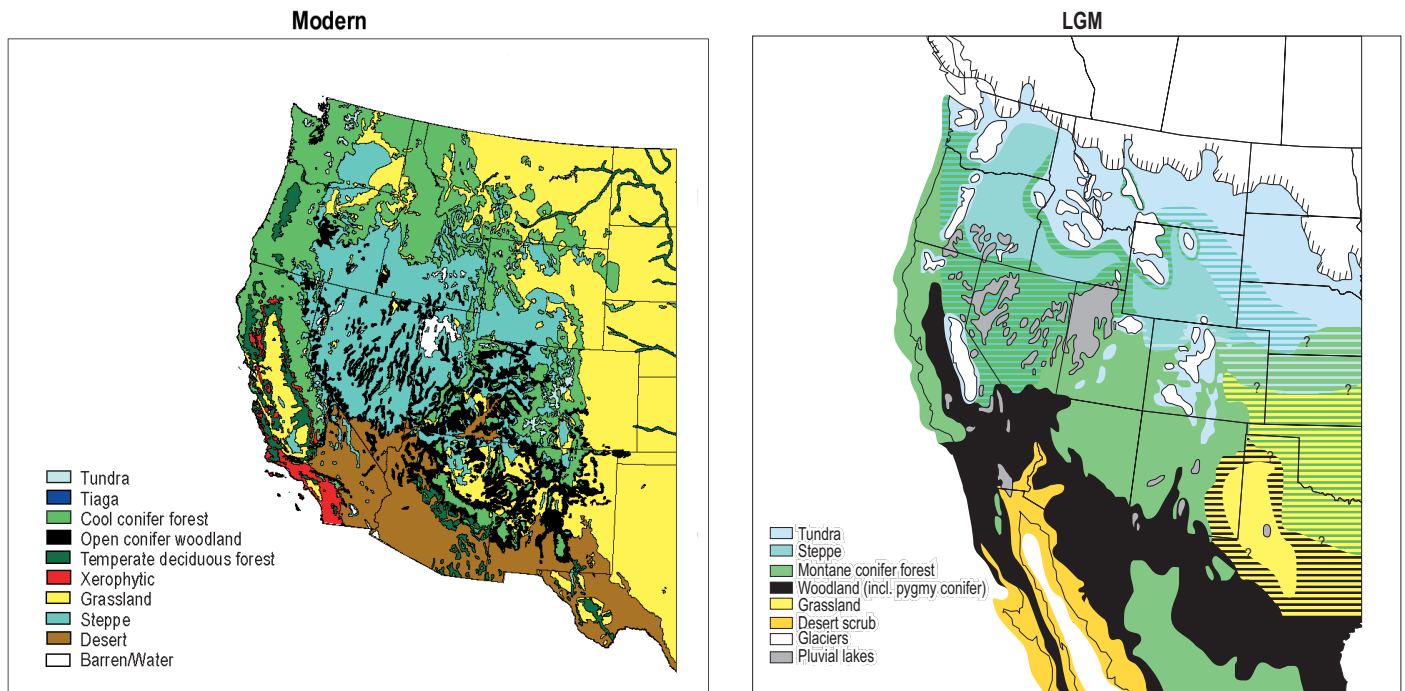 Modern
Tundra
Tiaga
Cool conifer forest
Open conifer woodland
Temperate deciduous forest
Xerophytic
Grassland
Steppe
Desert
Barren/Water
LGM
?
?
?
?
?
?
?
Tundra
Steppe
Montane conifer forest
Woodland (incl. pygmy conifer)
Grassland
Desert scrub
Glaciers
Pluvial lakes